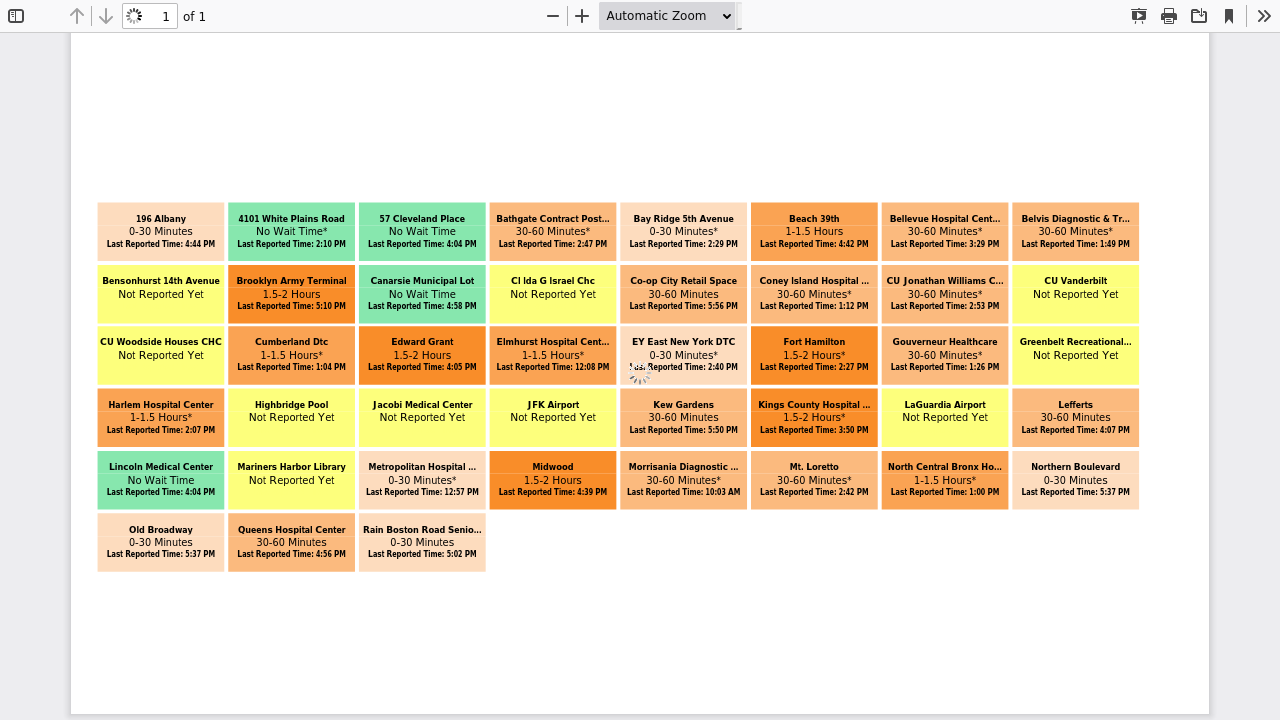 1 of 1 Automatic Zoom
196 Albany
0-30 Minutes
Last Reported Time: 4:44 PM
4101 White Plains Road
No Wait Time*
Last Reported Time: 2:10 PM
57 Cleveland Place
No Wait Time
Last Reported Time: 4:04 PM
Bathgate Contract Post...
30-60 Minutes*
Last Reported Time: 2:47 PM
Bay Ridge 5th Avenue
0-30 Minutes*
Last Reported Time: 2:29 PM
Beach 39th
1-1.5 Hours
Last Reported Time: 4:42 PM
Bellevue Hospital Cent...
30-60 Minutes*
Last Reported Time: 3:29 PM
Belvis Diagnostic & Tr...
30-60 Minutes*
Last Reported Time: 1:49 PM
Bensonhurst 14th Avenue
Not Reported Yet
Brooklyn Army Terminal
1.5-2 Hours
Last Reported Time: 5:10 PM
Canarsie Municipal Lot
No Wait Time
Last Reported Time: 4:58 PM
CI Ida G Israel Chc
Not Reported Yet
Co-op City Retail Space
30-60 Minutes
Last Reported Time: 5:56 PM
Coney Island Hospital ...
30-60 Minutes*
Last Reported Time: 1:12 PM
CU Jonathan Williams C...
30-60 Minutes*
Last Reported Time: 2:53 PM
CU Vanderbilt
Not Reported Yet
CU Woodside Houses CHC
Not Reported Yet
Cumberland Dtc
1-1.5 Hours*
Last Reported Time: 1:04 PM
Edward Grant
1.5-2 Hours
Last Reported Time: 4:05 PM
Elmhurst Hospital Cent...
1-1.5 Hours*
Last Reported Time: 12:08 PM
EY East New York DTC
0-30 Minutes*
Reported Time: 2:40 PM
Fort Hamilton
1.5-2 Hours*
Last Reported Time: 2:27 PM
Gouverneur Healthcare
30-60 Minutes*
Last Reported Time: 1:26 PM
Greenbelt Recreational...
Not Reported Yet
Harlem Hospital Center
1-1.5 Hours*
Last Reported Time: 2:07 PM
Highbridge Pool
Not Reported Yet
Jacobi Medical Center
Not Reported Yet
JFK Airport
Not Reported Yet
Kew Gardens
30-60 Minutes
Last Reported Time: 5:50 PM
Kings County Hospital ...
1.5-2 Hours*
Last Reported Time: 3:50 PM
LaGuardia Airport
Not Reported Yet
Lefferts
30-60 Minutes
Last Reported Time: 4:07 PM
Lincoln Medical Center
No Wait Time
Last Reported Time: 4:04 PM
Mariners Harbor Library
Not Reported Yet
Metropolitan Hospital ...
0-30 Minutes*
Last Reported Time: 12:57 PM
Midwood
1.5-2 Hours
Last Reported Time: 4:39 PM
Morrisania Diagnostic ...
30-60 Minutes*
Last Reported Time: 10:03 AM
Mt. Loretto
30-60 Minutes*
Last Reported Time: 2:42 PM
North Central Bronx Ho...
1-1.5 Hours*
Last Reported Time: 1:00 PM
Northern Boulevard
0-30 Minutes
Last Reported Time: 5:37 PM
Old Broadway
0-30 Minutes
Last Reported Time: 5:37 PM
Queens Hospital Center
30-60 Minutes
Last Reported Time: 4:56 PM
Rain Boston Road Senio...
0-30 Minutes
Last Reported Time: 5:02 PM